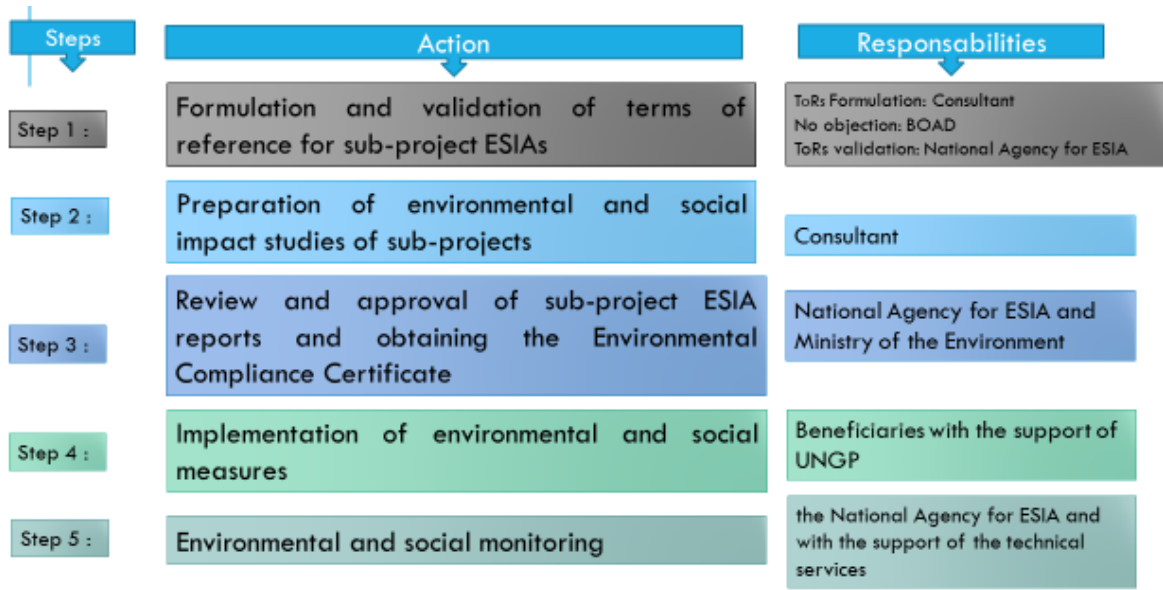 Steps
Action
Responsabilities
Step 1 :
Formulation and validation of terms of
reference for sub-project ESIAs
ToRs Formulation: Consultant
No objection: BOAD
ToRs validation: National Agency for ESIA
Step 2 :
Preparation of environmental and social
impact studies of sub-projects
Consultant
Step 3 :
Review and approval of sub-project ESIA
reports and obtaining the Environmental
Compliance Certificate
National Agency for ESIA and
Ministry of the Environment
Step 4 :
Implementation of environmental and social
measures
Beneficiaries with the support of
UNGP
Step 5 :
Environmental and social monitoring
the National Agency for ESIA and
with the support of the technical
services